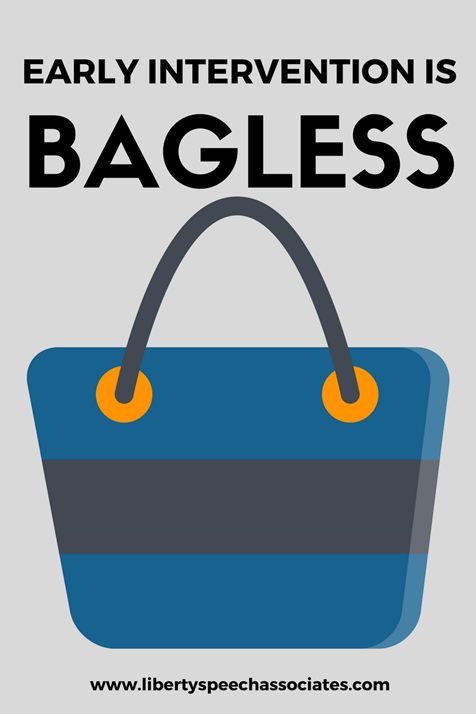 EARLY INTERVENTION IS
BAGLESS
www.libertyspeechassociates.com